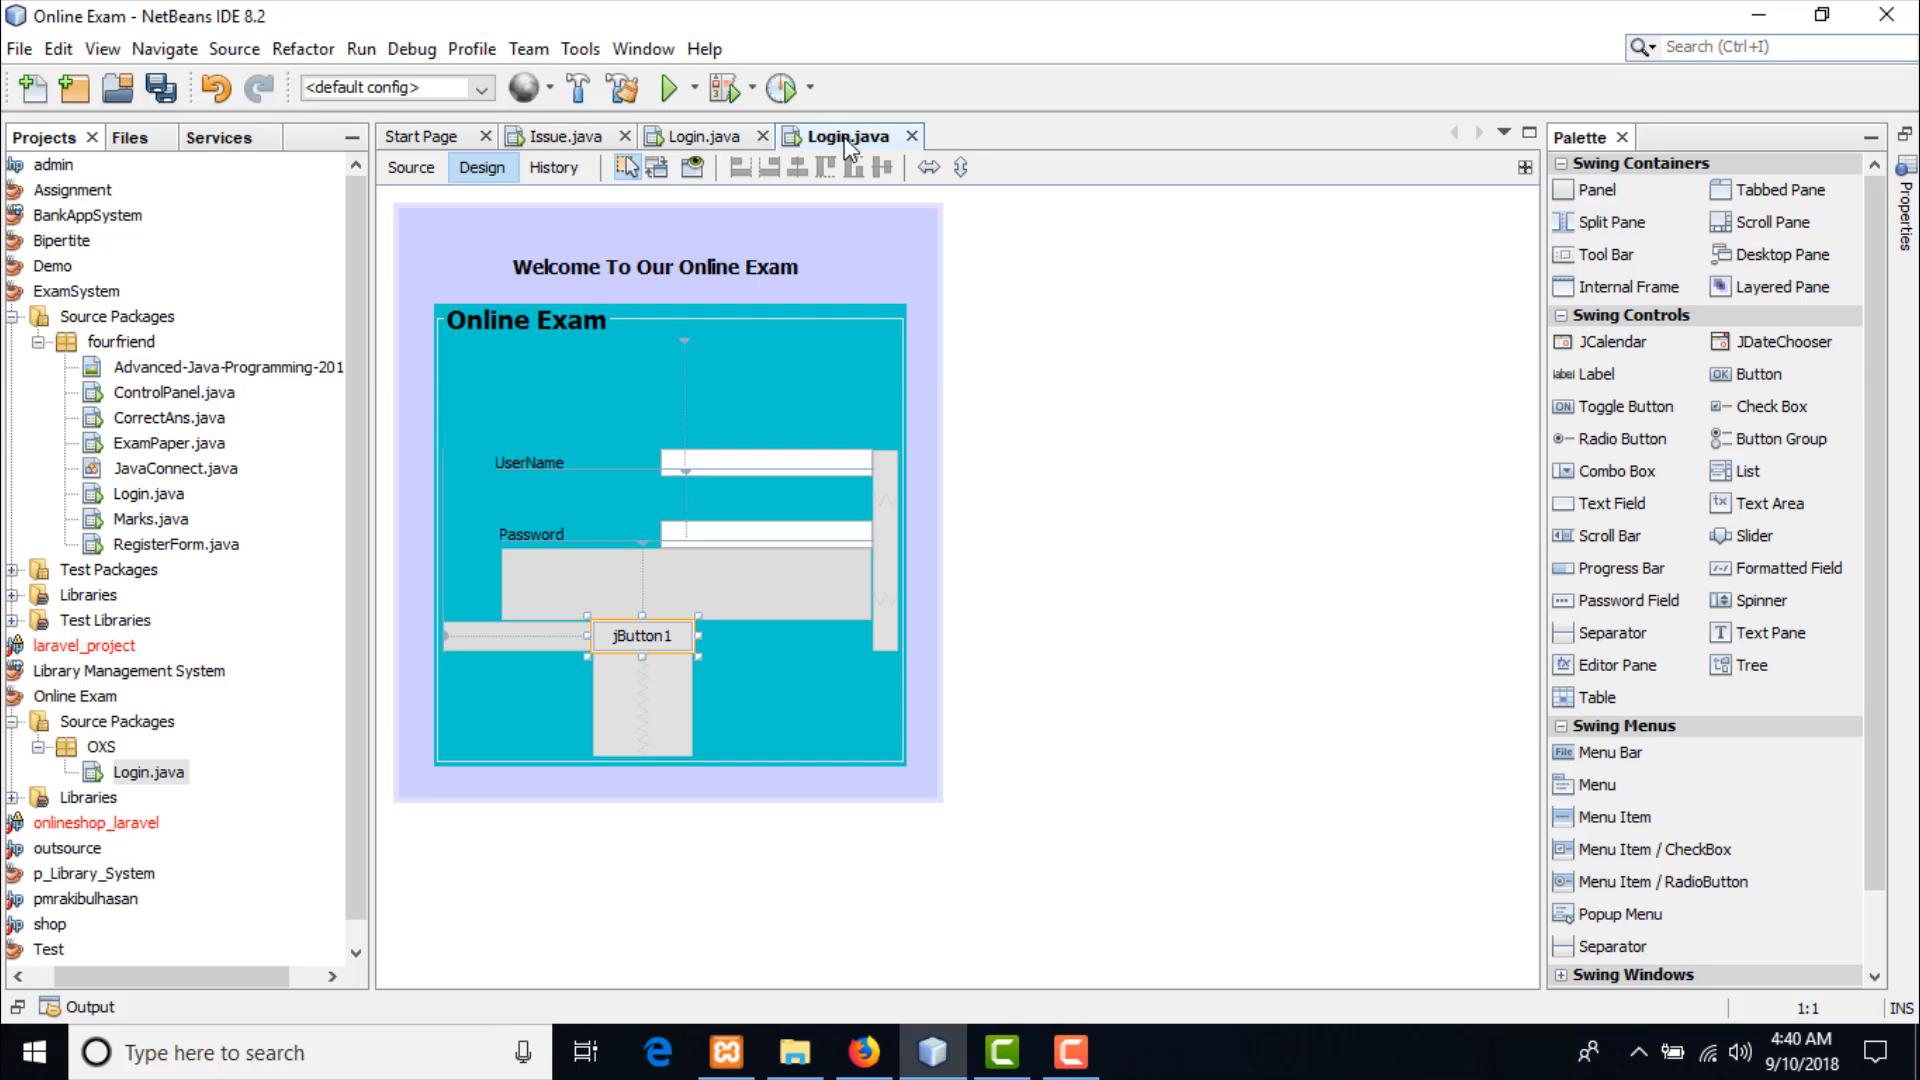 Online Exam - NetBeans IDE 8.2
File Edit View Navigate Source Refactor Run Debug Profile Team Tools Window Help
Search (Ctrl+I)
<default config>
Projects Files Services
Start Page Issue.java Login.java Login.java
Palette
Source Design History
Properties
admin
Assignment
BankAppSystem
Bipertite
Demo
ExamSystem
Source Packages
fourfriend
Advanced-Java-Programming-201
ControlPanel.java
CorrectAns.java
ExamPaper.java
JavaConnect.java
Login.java
Marks.java
RegisterForm.java
Test Packages
Libraries
Test Libraries
laravel_project
Library Management System
Online Exam
Source Packages
OXS
Login.java
Libraries
onlineshop_laravel
outsource
p_Library_System
pmrakibulhasan
shop
Test
Welcome To Our Online Exam
Online Exam
UserName
Password
jButton1
Swing Containers
Panel Tabbed Pane
Split Pane Scroll Pane
Tool Bar Desktop Pane
Internal Frame Layered Pane
Swing Controls
JCalendar JDateChooser
label Label OK Button
ON Toggle Button Check Box
Radio Button Button Group
Combo Box List
Text Field tx Text Area
Scroll Bar Slider
Progress Bar Formatted Field
Password Field Spinner
Separator T Text Pane
Editor Pane Tree
Table
Swing Menus
File Menu Bar
Menu
Menu Item
Menu Item / CheckBox
Menu Item / RadioButton
Popup Menu
Separator
Swing Windows
Output
1:1 INS
Type here to search
4:40 AM
9/10/2018